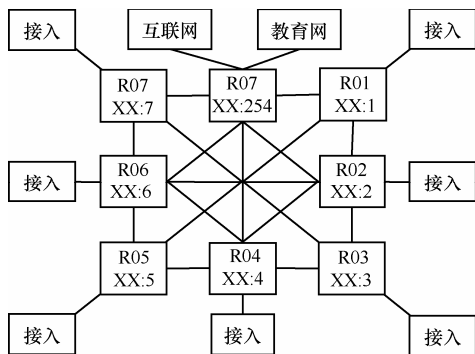 接入
互联网
教育网
接入
R07
XX:7
R07
XX:254
R01
XX:1
接入
R06
XX:6
R02
XX:2
接入
R05
XX:5
R04
XX:4
R03
XX:3
接入
接入
接入